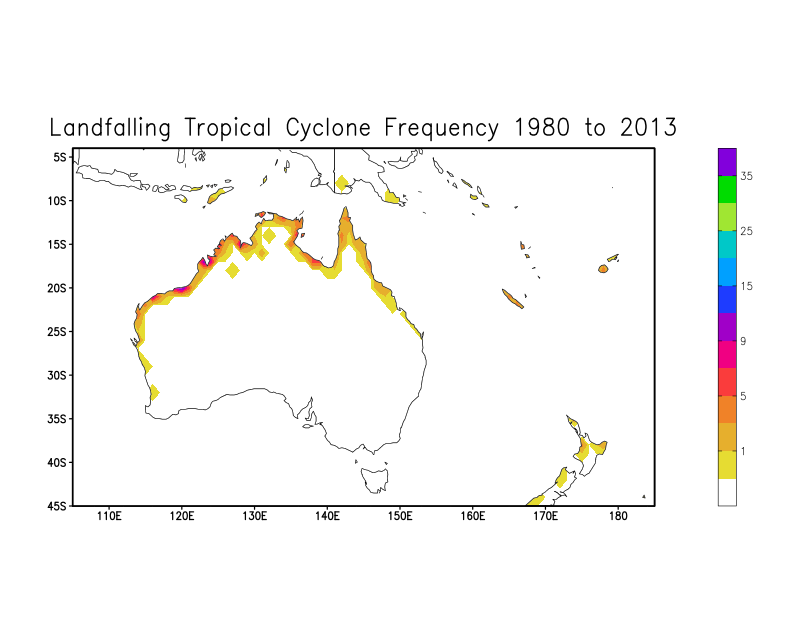 Landfalling Tropical Cyclone Frequency 1980 to 2013
5S
10S
15S
20S
25S
30S
35S
40S
45S
110E 120E 130E 140E 150E 160E 170E 180
35
25
15
9
5
1